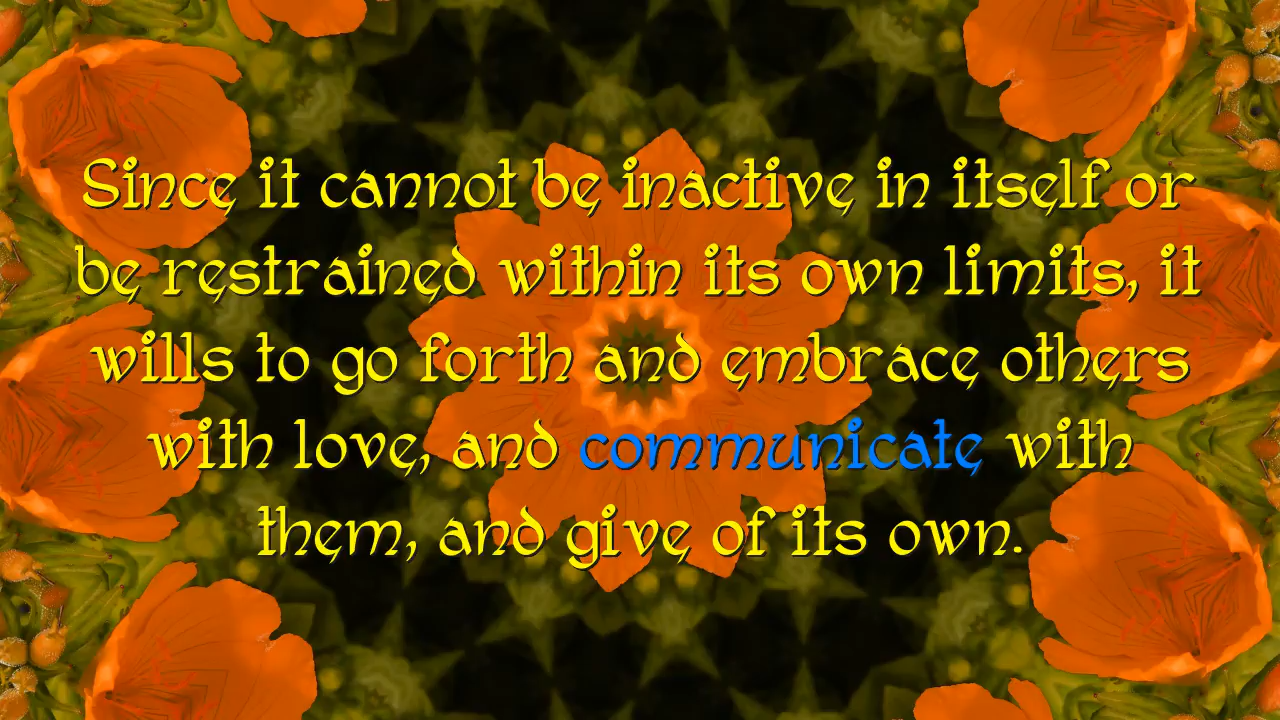 Since it cannot be inactive in itself or
be restrained within its own limits, it
wills to go forth and embrace others
with love, and communicate with
them, and give of its own.